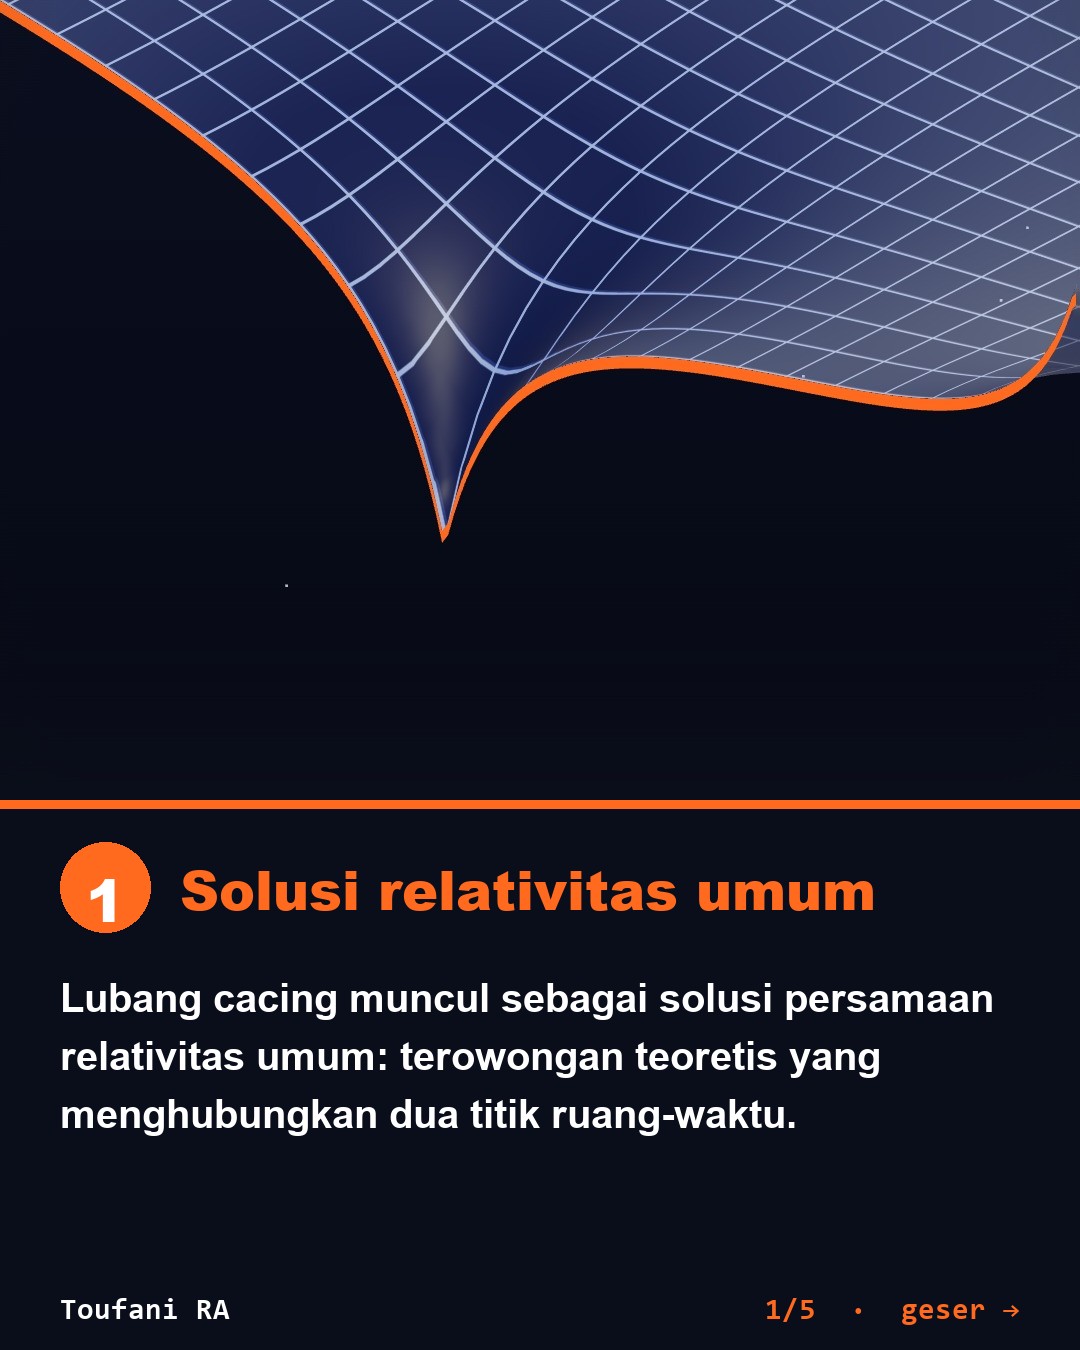 1 Solusi relativitas umum
Lubang cacing muncul sebagai solusi persamaan
relativitas umum: terowongan teoretis yang
menghubungkan dua titik ruang-waktu.
Toufani RA 1/5 · geser →